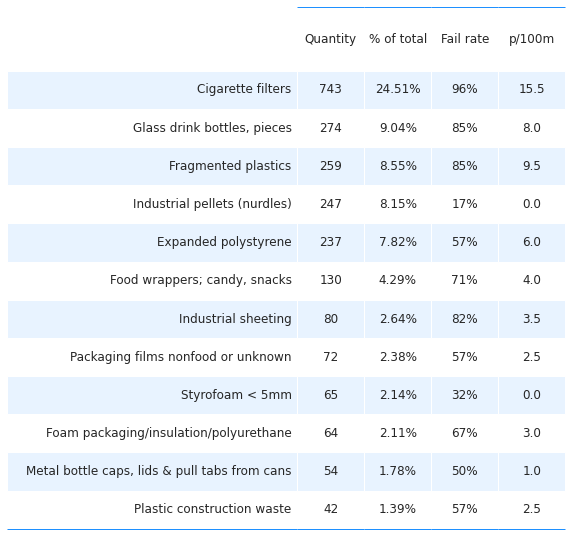 Quantity % of total Fail rate p/100m
Cigarette filters 743 24.51% 96% 15.5
Glass drink bottles, pieces 274 9.04% 85% 8.0
Fragmented plastics 259 8.55% 85% 9.5
Industrial pellets (nurdles) 247 8.15% 17% 0.0
Expanded polystyrene 237 7.82% 57% 6.0
Food wrappers; candy, snacks 130 4.29% 71% 4.0
Industrial sheeting 80 2.64% 82% 3.5
Packaging films nonfood or unknown 72 2.38% 57% 2.5
Styrofoam < 5mm 65 2.14% 32% 0.0
Foam packaging/insulation/polyurethane 64 2.11% 67% 3.0
Metal bottle caps, lids & pull tabs from cans 54 1.78% 50% 1.0
Plastic construction waste 42 1.39% 57% 2.5